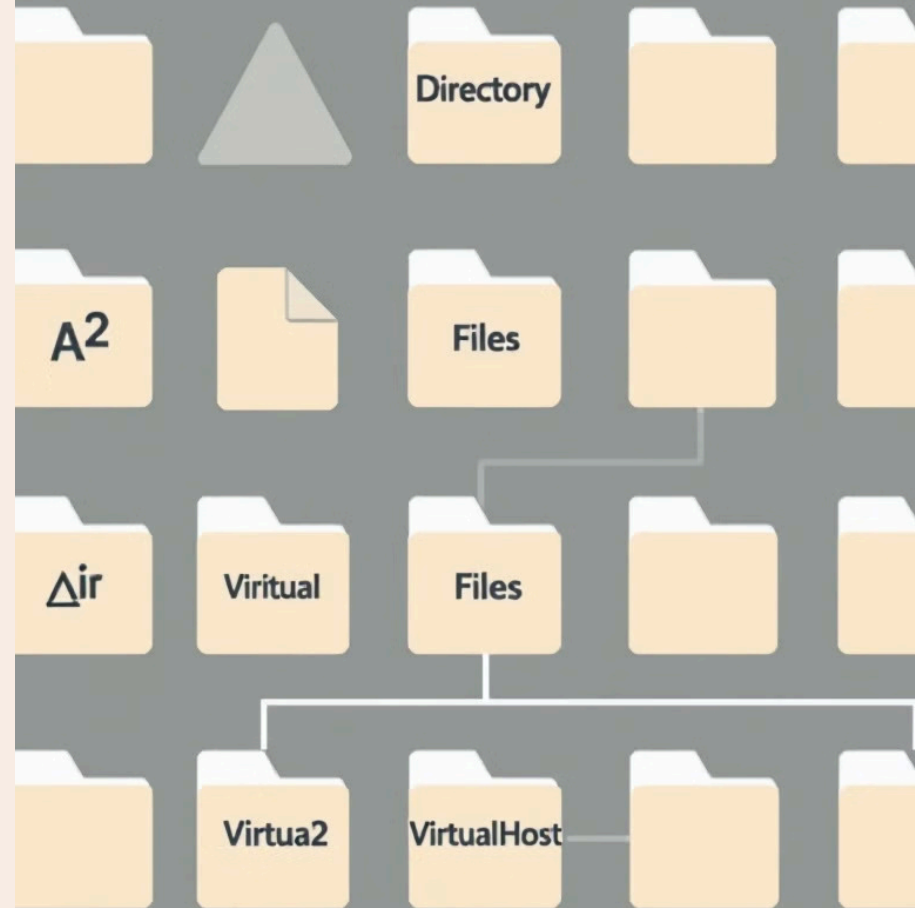 Directory
A²
Files
Δir
Viritual
Files
Virtua2
VirtualHost